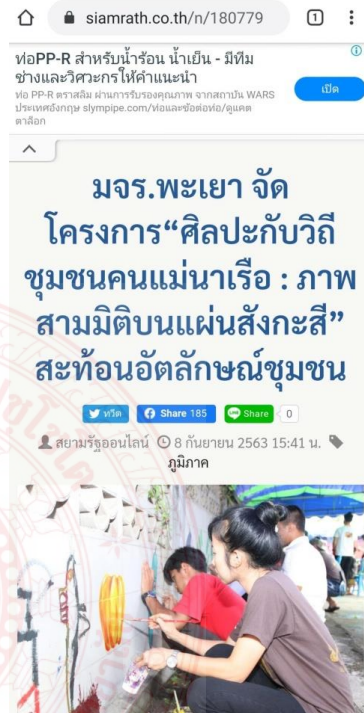 siamrath.co.th/n/180779
1
ท่อPP-R สำหรับน้ำร้อน น้ำเย็น - มีทีม
ช่างและวิศวะกรให้คำแนะนำ
ท่อ PP-R ตราสลิม ผ่านการรับรองคุณภาพ จากสถาบัน WARS
ประเทศอังกฤษ slympipe.com/ท่อและข้อต่อท่อ/ดูแคต
ตาล็อก
เปิด
มจร.พะเยา จัด
โครงการ“ศิลปะกับวิถี
ชุมชนคนแม่นาเรือ : ภาพ
สามมิติบนแผ่นสังกะสี”
สะท้อนอัตลักษณ์ชุมชน
ทวีต Share 185 Share 0
สยามรัฐออนไลน์ 8 กันยายน 2563 15:41 น.
ภูมิภาค